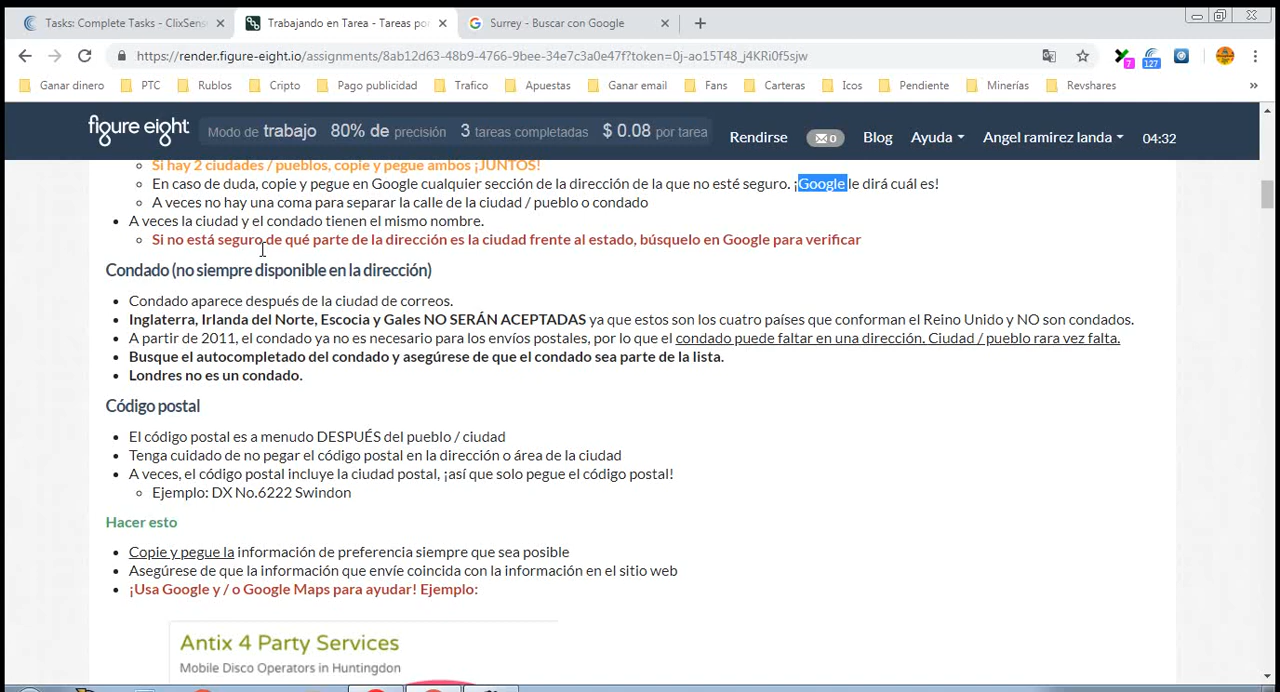 Tasks: Complete Tasks - ClixSens
Trabajando en Tarea - Tareas por
Surrey - Buscar con Google
https://render.figure-eight.io/assignments/8ab12d63-48b9-4766-9bee-34e7c3a0e47f?token=0j-ao15T48_j4KRi0f5sjw
7
127
Ganar dinero
PTC
Rublos
Cripto
Pago publicidad
Trafico
Apuestas
Ganar email
Fans
Carteras
Icos
Pendiente
Minerías
Revshares
»
figure eight
Modo de trabajo
80% de precisión
3 tareas completadas
$ 0.08 por tarea
Rendirse
0
Blog
Ayuda
Angel ramirez landa
04:32
Si hay 2 ciudades / pueblos, copie y pegue ambos ¡JUNTOS!
En caso de duda, copie y pegue en Google cualquier sección de la dirección de la que no esté seguro. ¡Google le dirá cuál es!
A veces no hay una coma para separar la calle de la ciudad / pueblo o condado
A veces la ciudad y el condado tienen el mismo nombre.
Si no está seguro de qué parte de la dirección es la ciudad frente al estado, búsquelo en Google para verificar
Condado (no siempre disponible en la dirección)
Condado aparece después de la ciudad de correos.
Inglaterra, Irlanda del Norte, Escocia y Gales NO SERÁN ACEPTADAS ya que estos son los cuatro países que conforman el Reino Unido y NO son condados.
A partir de 2011, el condado ya no es necesario para los envíos postales, por lo que el condado puede faltar en una dirección. Ciudad / pueblo rara vez falta.
Busque el autocompletado del condado y asegúrese de que el condado sea parte de la lista.
Londres no es un condado.
Código postal
El código postal es a menudo DESPUÉS del pueblo / ciudad
Tenga cuidado de no pegar el código postal en la dirección o área de la ciudad
A veces, el código postal incluye la ciudad postal, ¡así que solo pegue el código postal!
Ejemplo: DX No.6222 Swindon
Hacer esto
Copie y pegue la información de preferencia siempre que sea posible
Asegúrese de que la información que envíe coincida con la información en el sitio web
¡Usa Google y / o Google Maps para ayudar! Ejemplo:
Antix 4 Party Services
Mobile Disco Operators in Huntingdon